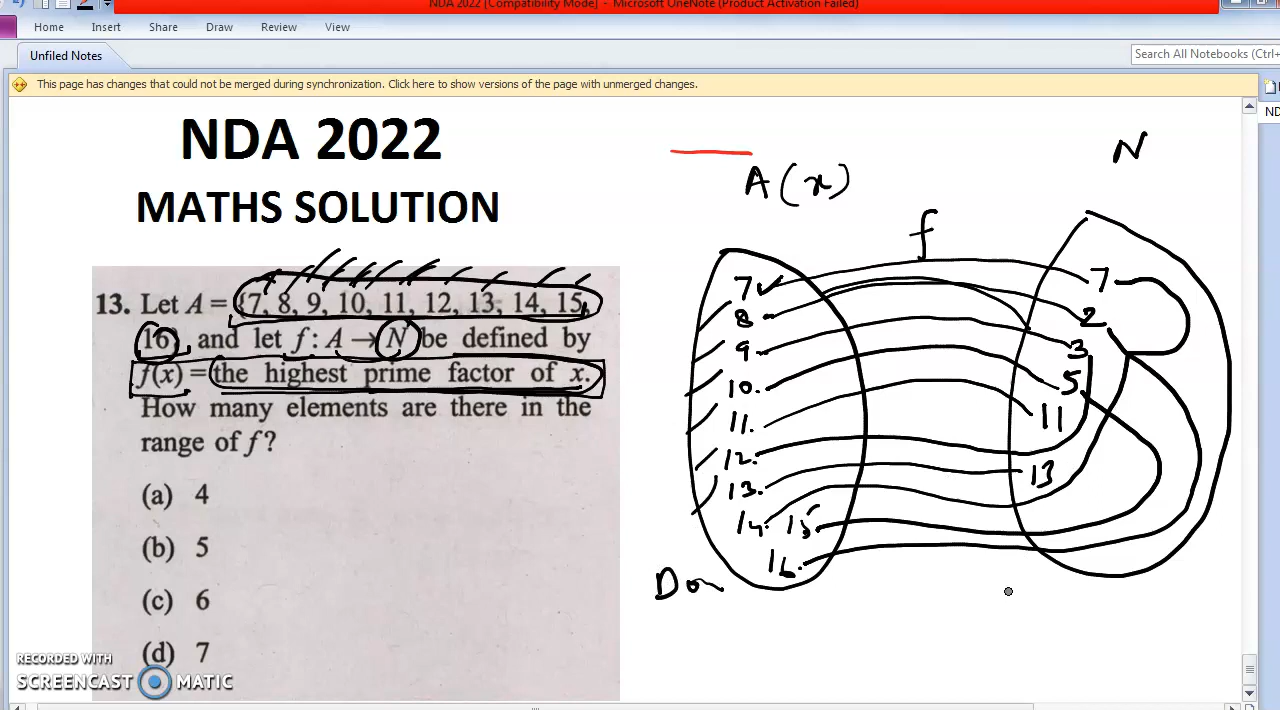 NDA 2022 [Compatibility Mode] - Microsoft OneNote (Product Activation Failed)
Home Insert Share Draw Review View
Unfiled Notes
Search All Notebooks (Ctrl+
This page has changes that could not be merged during synchronization. Click here to show versions of the page with unmerged changes.
ND
NDA 2022
MATHS SOLUTION
13. Let A = {7, 8, 9, 10, 11, 12, 13, 14, 15,
16} and let f : A → N be defined by
f(x) = the highest prime factor of x.
How many elements are there in the
range of f?
(a) 4
(b) 5
(c) 6
(d) 7
A (x)
f
N
7
8
9
10.
11.
12.
13.
14. 15
16.
7
2
3
5
11
13
Dom
RECORDED WITH
SCREENCAST MATIC